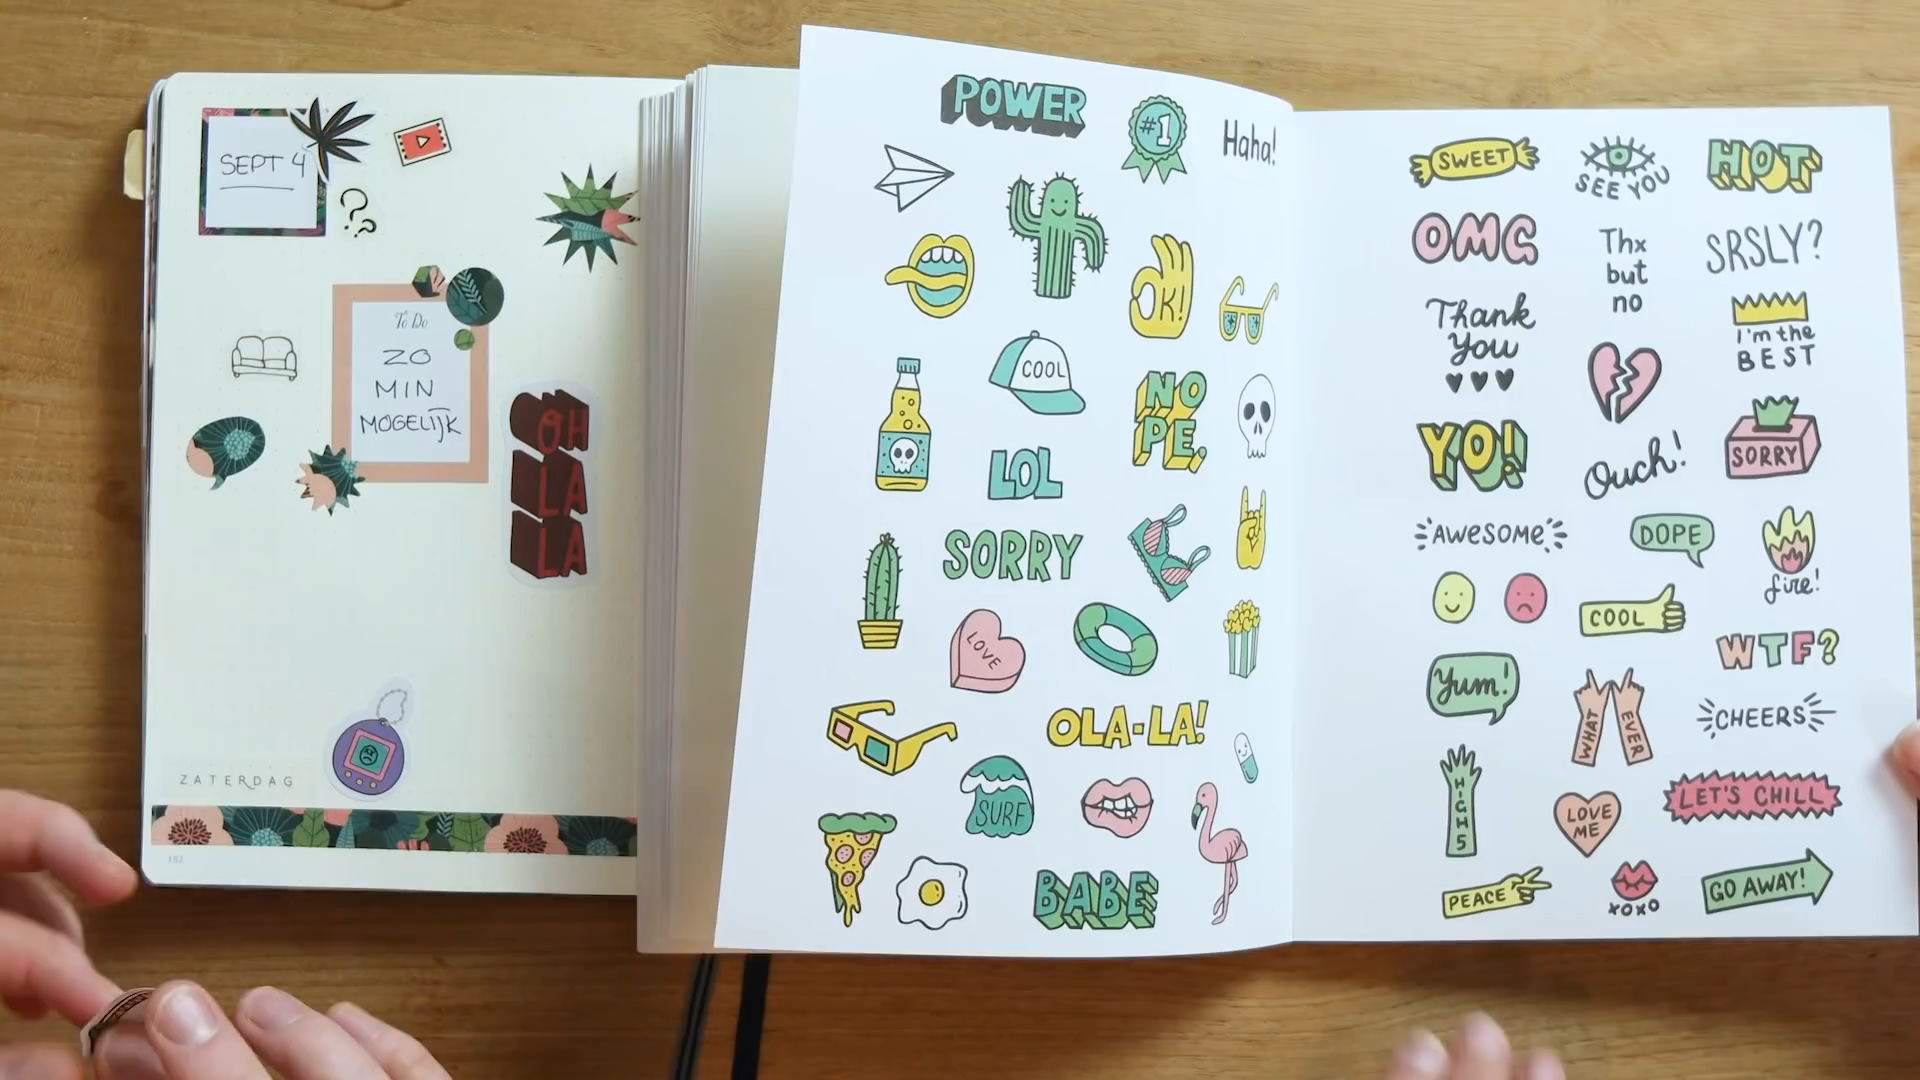 SEPT 4
??
To Do
ZO
MIN
MOGELIJK
OH
LA
LA
ZATERDAG
182
POWER
#1
Haha!
OK!
COOL
NO
PE.
LOL
SORRY
LOVE
OLA-LA!
SURF
BABE
SWEET
SEE YOU
HOT
OMG
Thx
but
no
SRSLY?
Thank
You
I'm the
BEST
YO!
Ouch!
SORRY
AWESOME
DOPE
fire!
COOL
WTF?
Yum!
WHAT
EVER
CHEERS
HIGH 5
LOVE
ME
LET'S CHILL
PEACE
XOXO
GO AWAY!